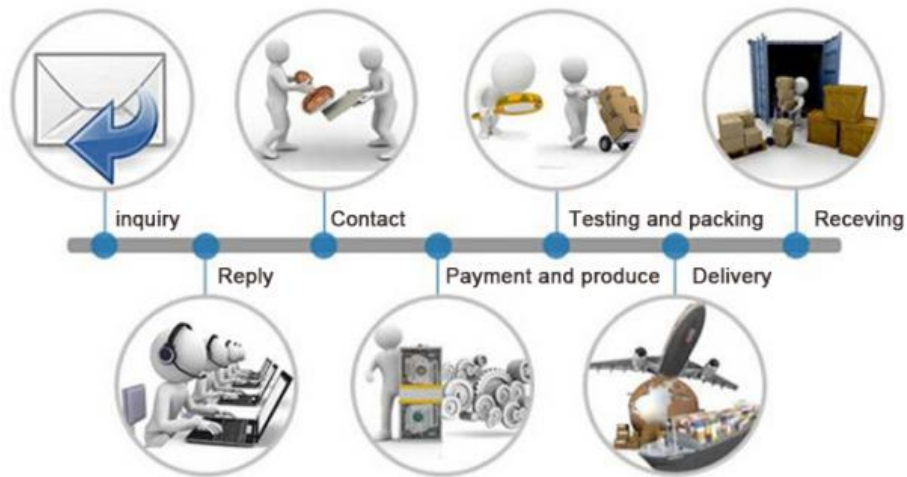 inquiry
Reply
Contact
Payment and produce
Testing and packing
Delivery
Receving